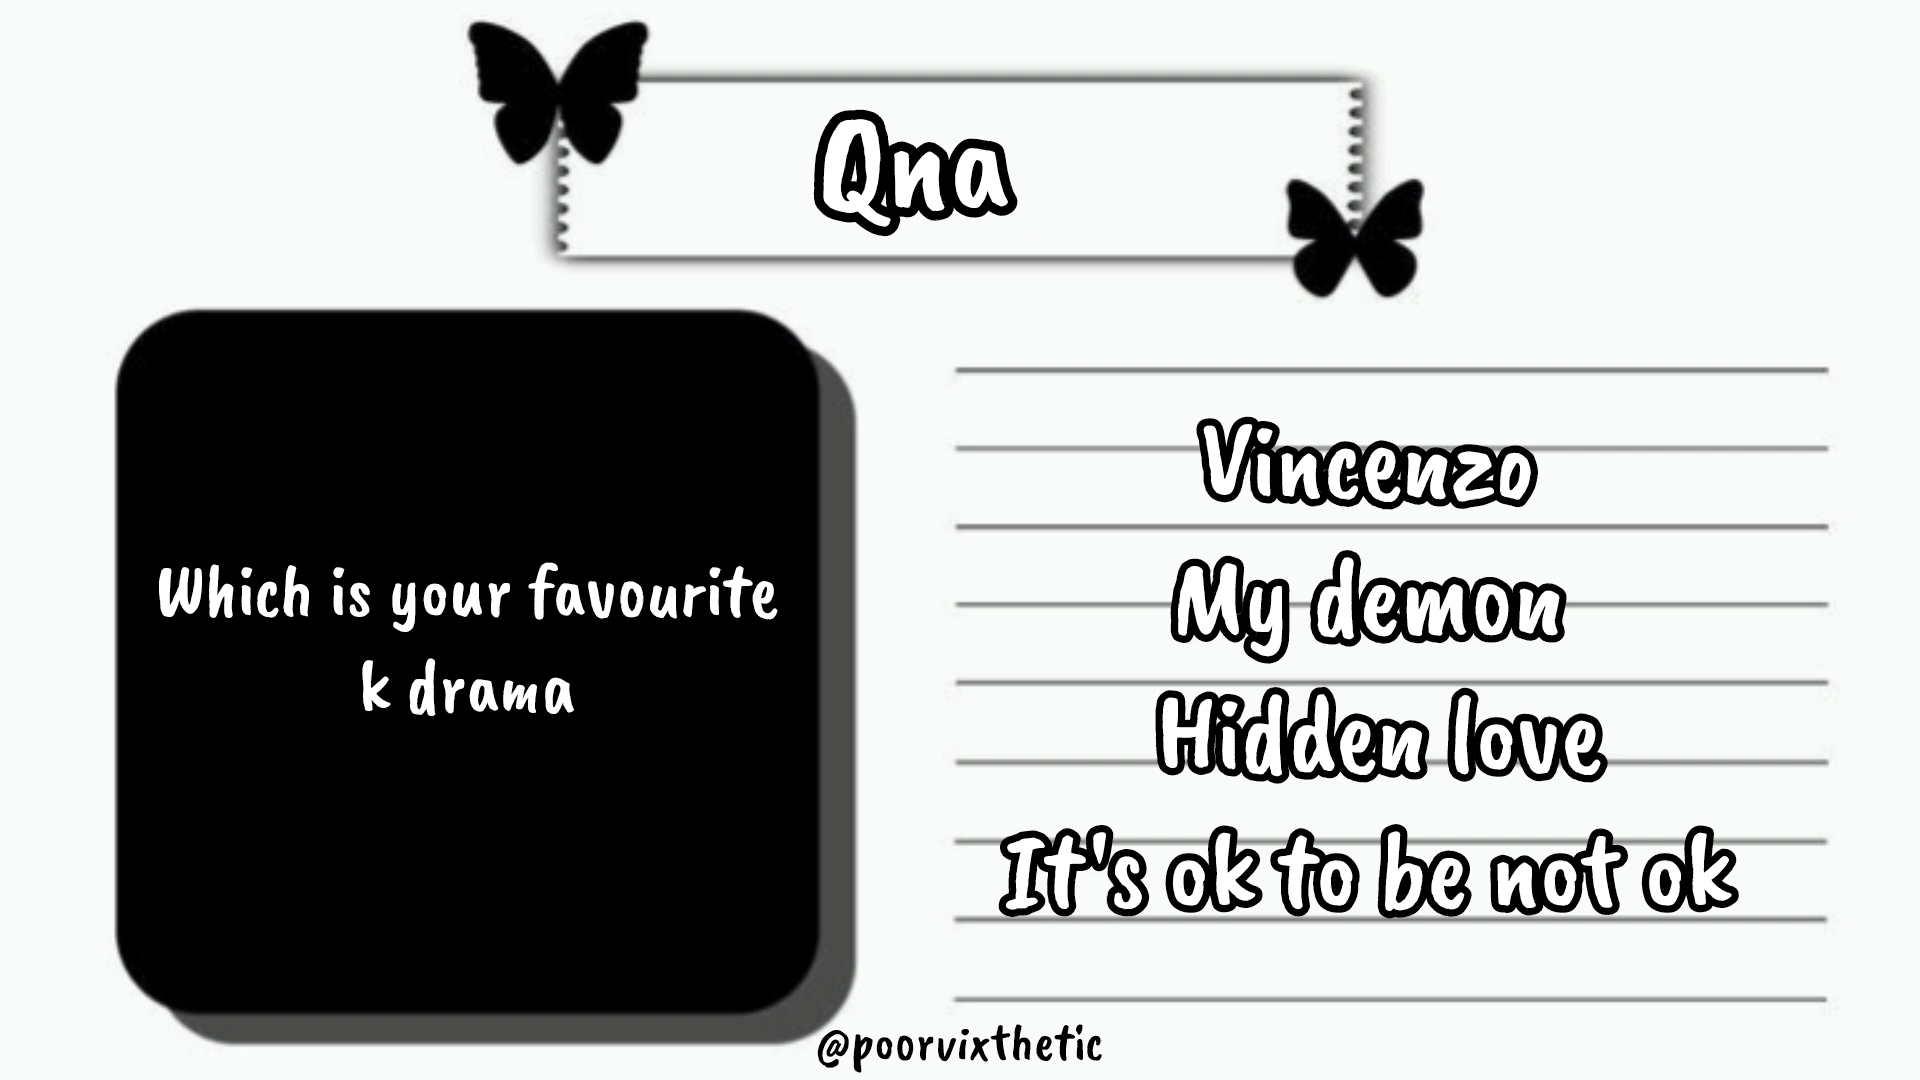 Qna
Which is your favourite
k drama
Vincenzo
My demon
Hidden love
It's ok to be not ok
@poorvixthetic